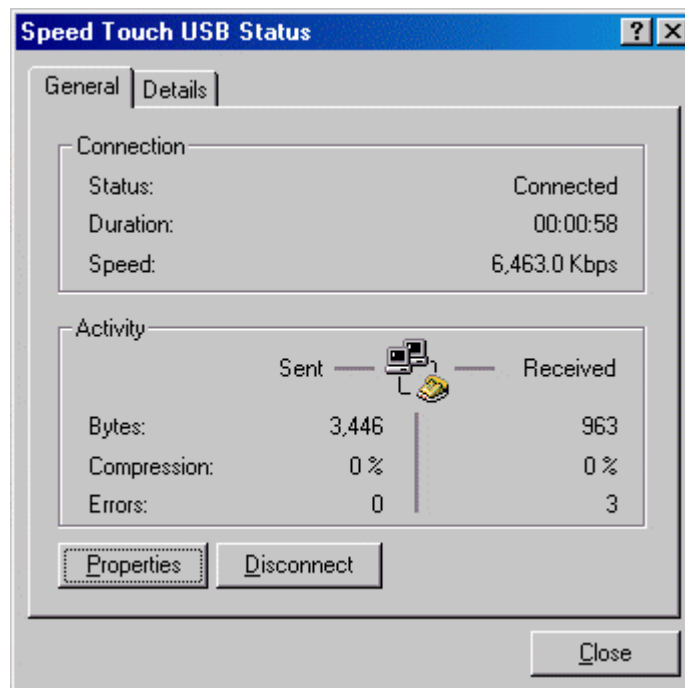 Speed Touch USB Status
General Details
Connection
Status: Connected
Duration: 00:00:58
Speed: 6,463.0 Kbps
Activity
Sent Received
Bytes: 3,446 963
Compression: 0 % 0 %
Errors: 0 3
Properties Disconnect
Close